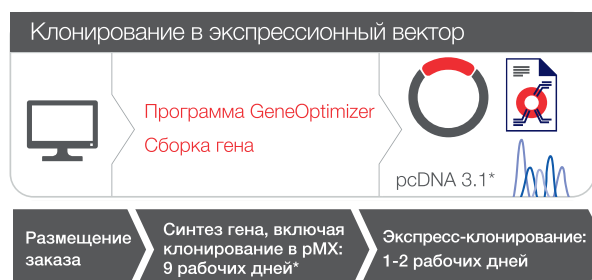 Клонирование в экспрессионный вектор
Программа GeneOptimizer
Сборка гена
pcDNA 3.1*
Размещение
заказа
Синтез гена, включая
клонирование в pMX:
9 рабочих дней*
Экспресс-клонирование:
1-2 рабочих дней